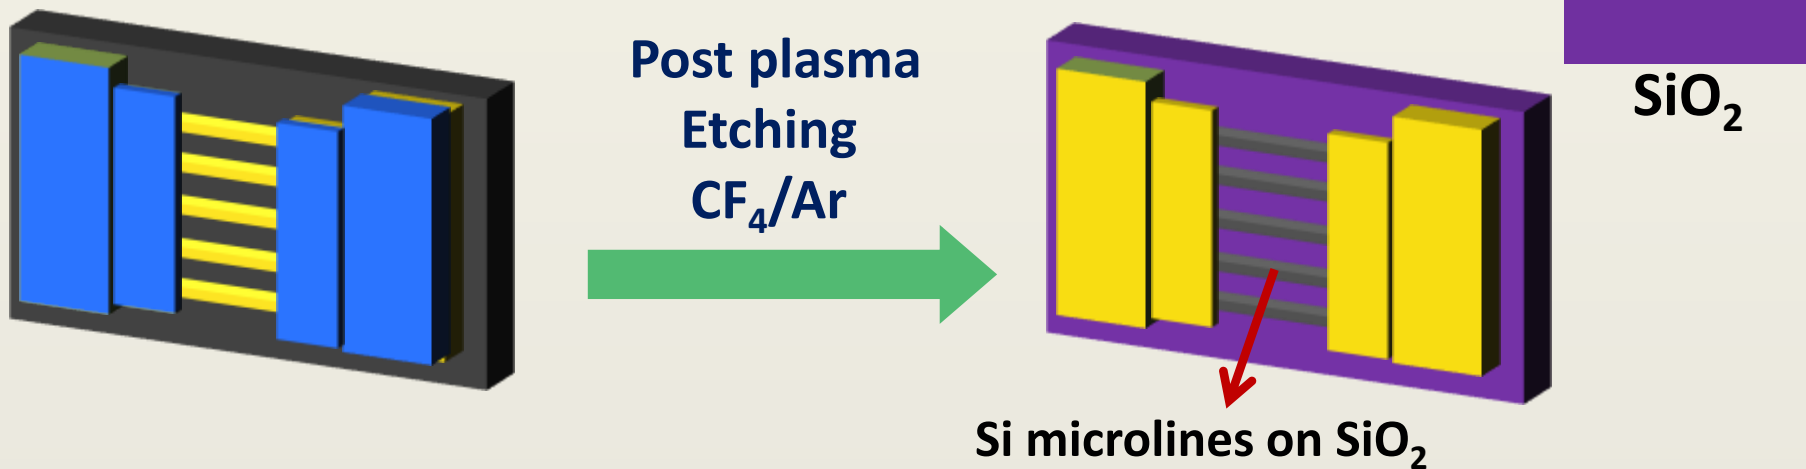 Post plasma
Etching
CF₄/Ar
SiO₂
Si microlines on SiO₂